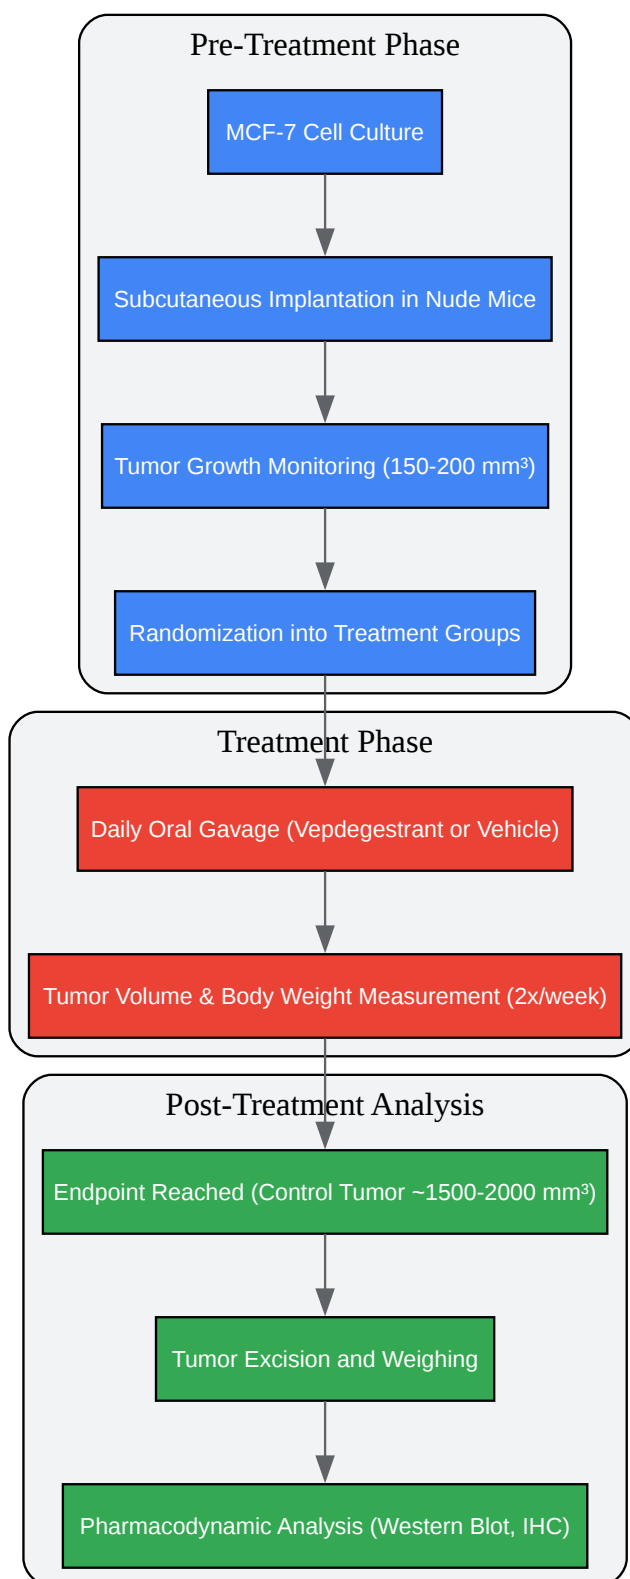 Pre-Treatment Phase
MCF-7 Cell Culture
Subcutaneous Implantation in Nude Mice
Tumor Growth Monitoring (150-200 mm³)
Randomization into Treatment Groups
Treatment Phase
Daily Oral Gavage (Vepdegestrant or Vehicle)
Tumor Volume & Body Weight Measurement (2x/week)
Post-Treatment Analysis
Endpoint Reached (Control Tumor ~1500-2000 mm³)
Tumor Excision and Weighing
Pharmacodynamic Analysis (Western Blot, IHC)